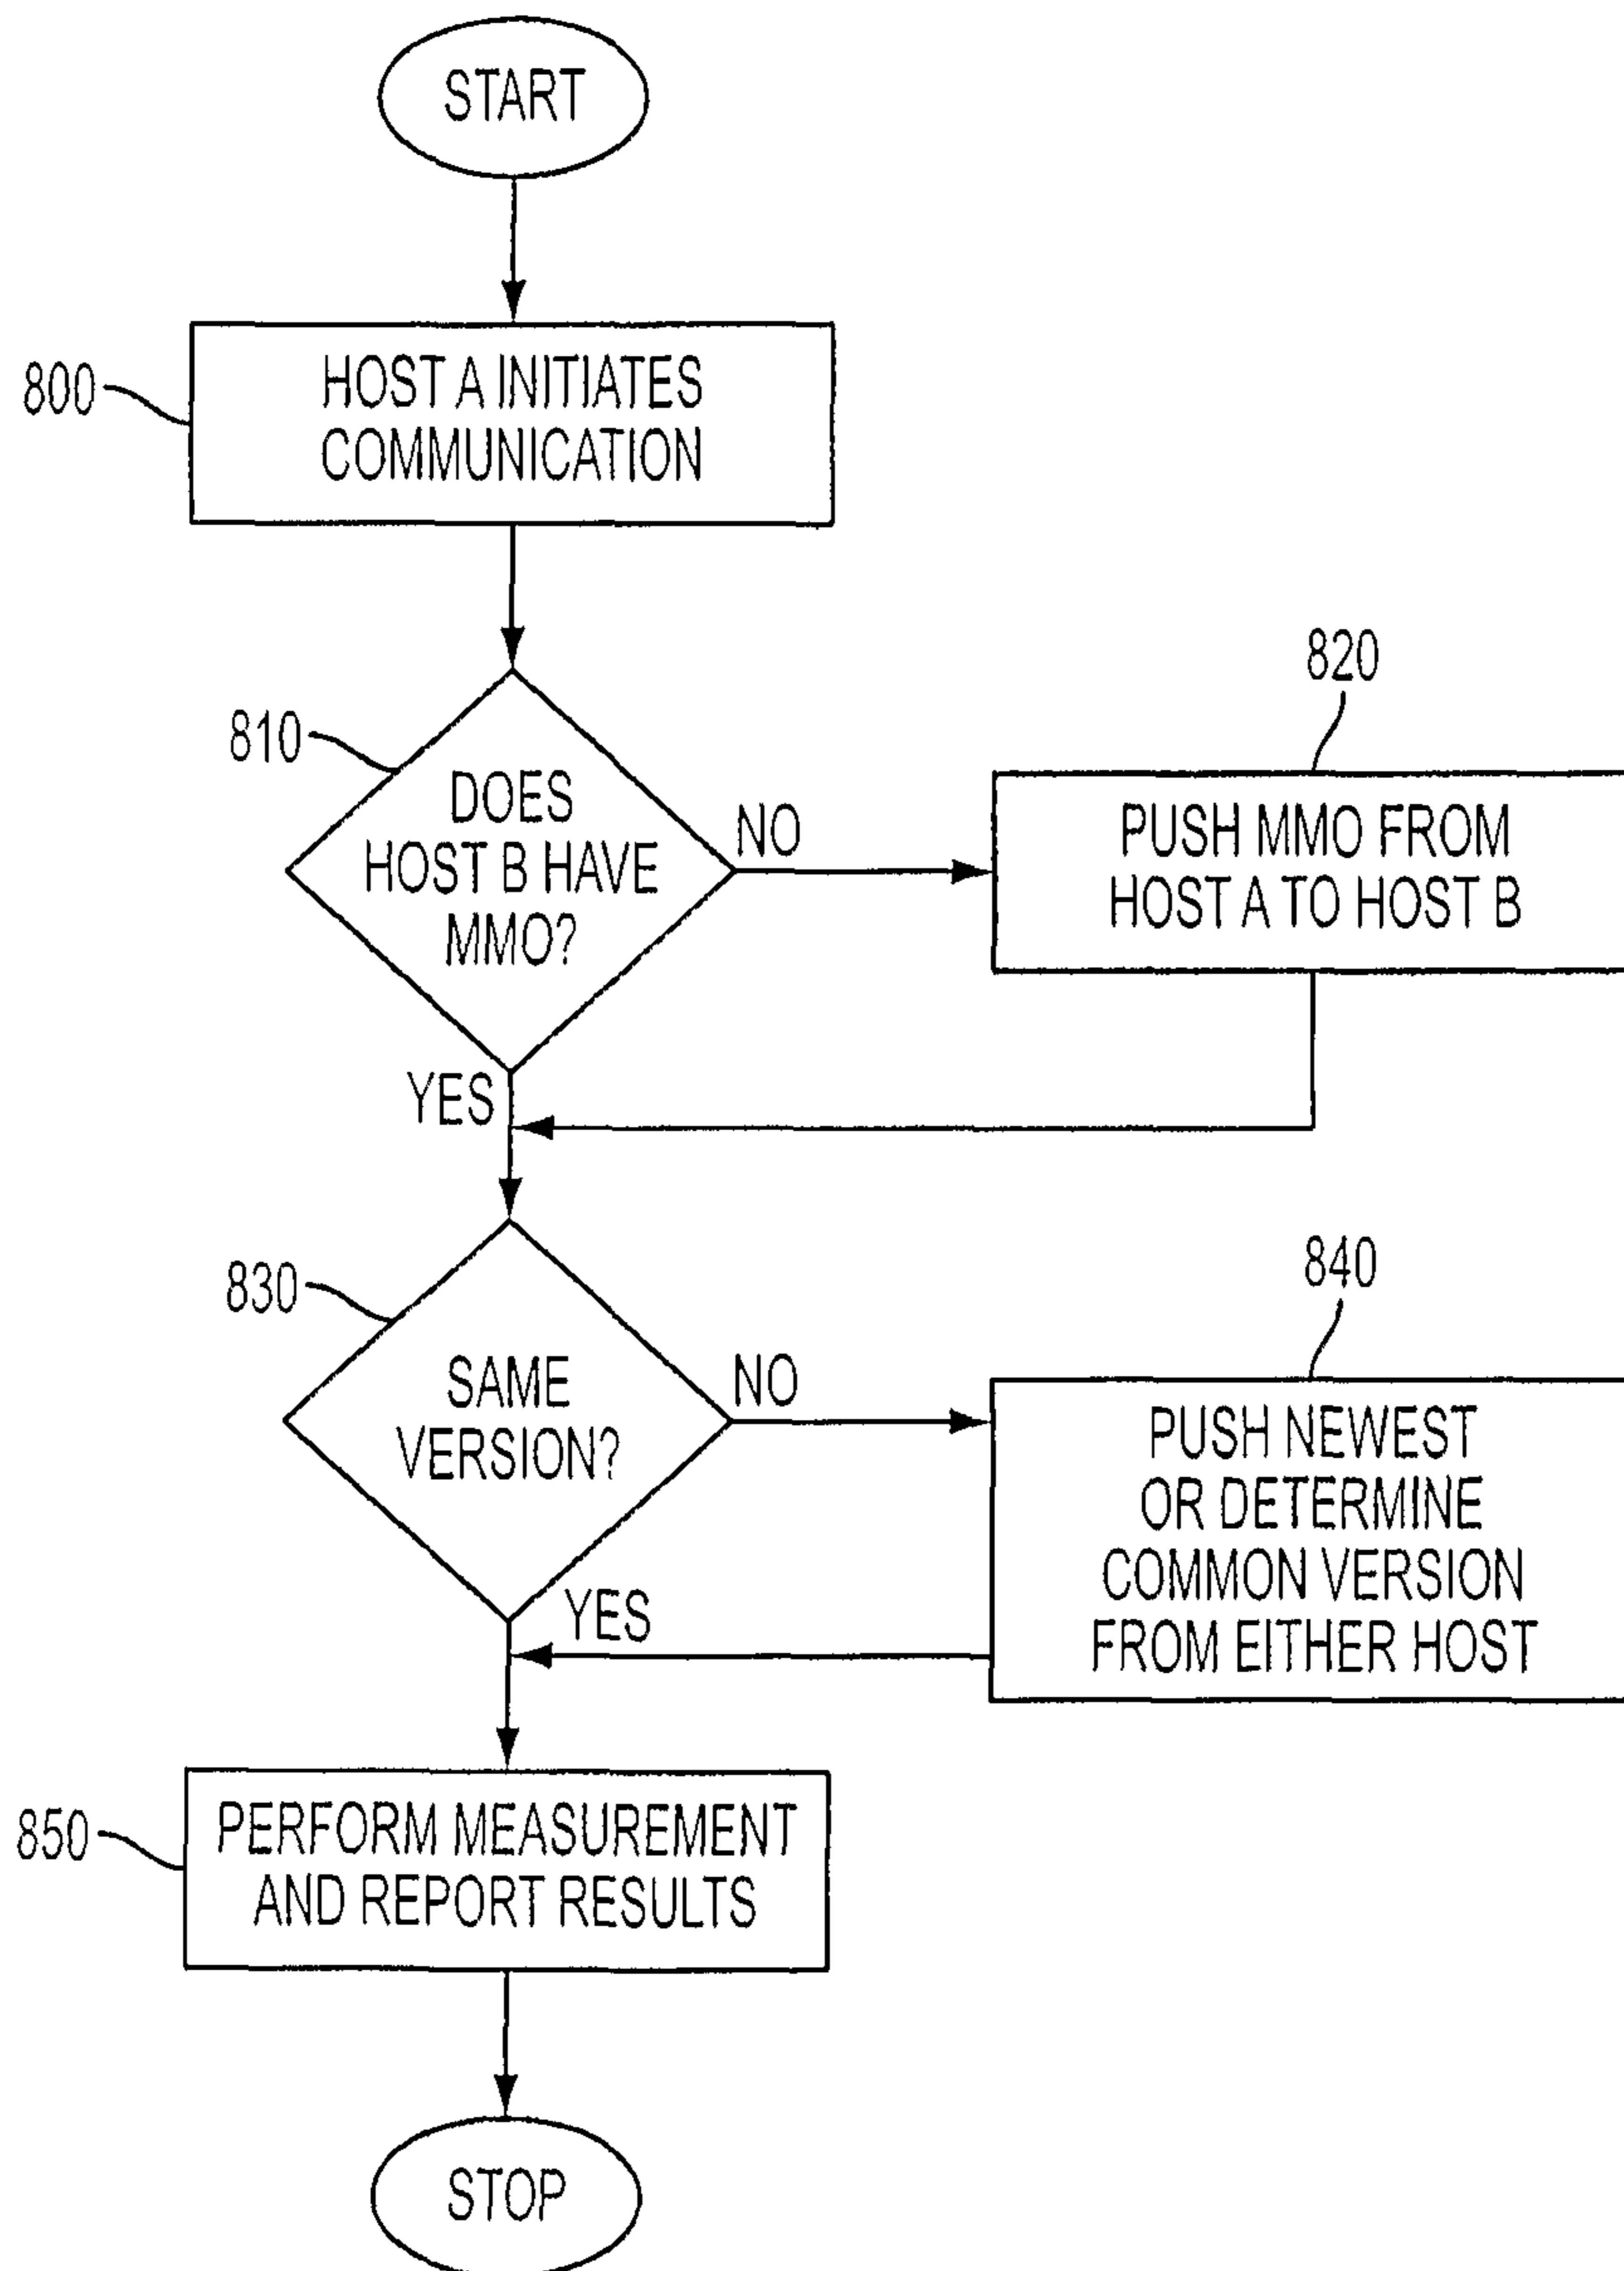 START
800
HOST A INITIATES
COMMUNICATION
810
DOES
HOST B HAVE
MMO?
NO
820
PUSH MMO FROM
HOST A TO HOST B
YES
830
SAME
VERSION?
NO
840
PUSH NEWEST
OR DETERMINE
COMMON VERSION
FROM EITHER HOST
YES
850
PERFORM MEASUREMENT
AND REPORT RESULTS
STOP